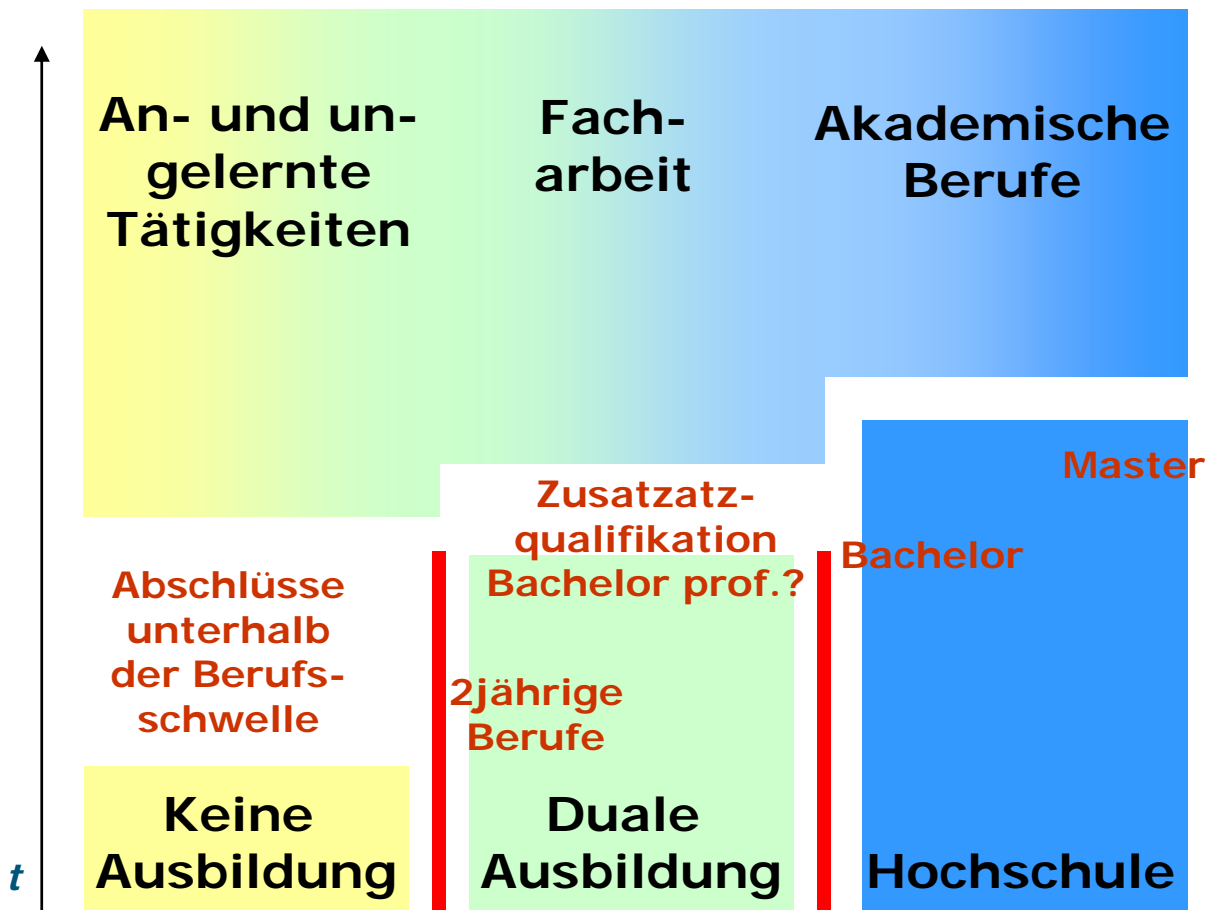 An- und un-
gelernte
Tätigkeiten
Fach-
arbeit
Akademische
Berufe
Master
Zusatzatz-
qualifikation
Bachelor prof.?
Bachelor
Abschlüsse
unterhalb
der Berufs-
schwelle
2jährige
Berufe
Keine
Ausbildung
Duale
Ausbildung
Hochschule
t